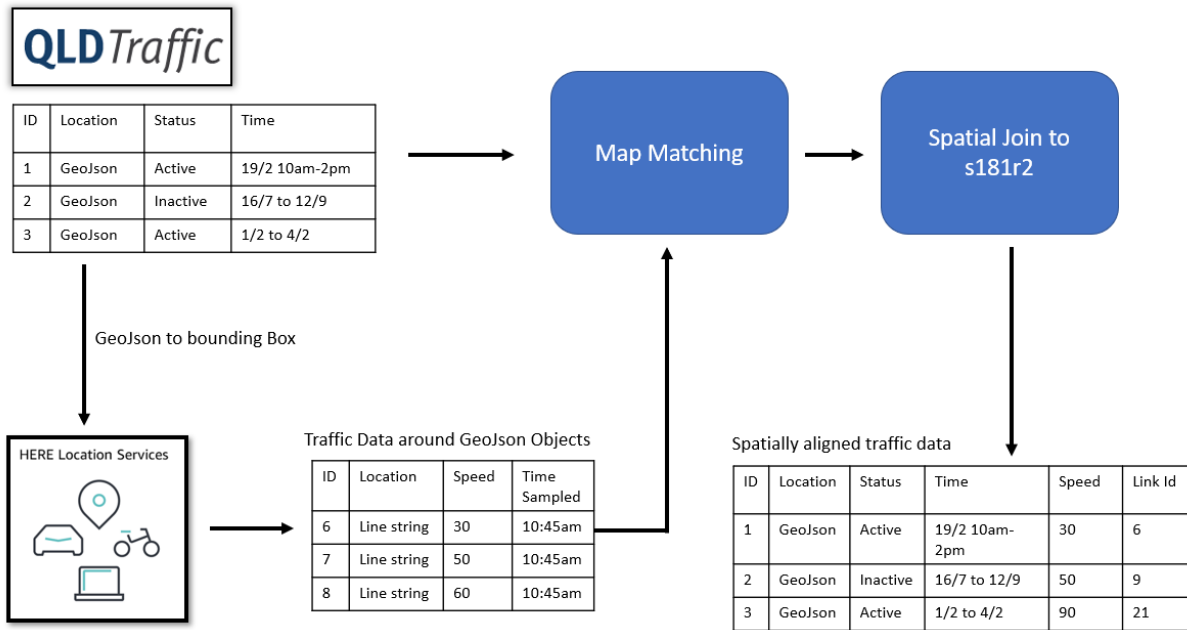 QLDTraffic
ID Location Status Time
1 GeoJson Active 19/2 10am-2pm
2 GeoJson Inactive 16/7 to 12/9
3 GeoJson Active 1/2 to 4/2
Map Matching
Spatial Join to
s181r2
GeoJson to bounding Box
HERE Location Services
Traffic Data around GeoJson Objects
ID Location Speed Time
Sampled
6 Line string 30 10:45am
7 Line string 50 10:45am
8 Line string 60 10:45am
Spatially aligned traffic data
ID Location Status Time Speed Link Id
1 GeoJson Active 19/2 10am- 30 6
2pm
2 GeoJson Inactive 16/7 to 12/9 50 9
3 GeoJson Active 1/2 to 4/2 90 21